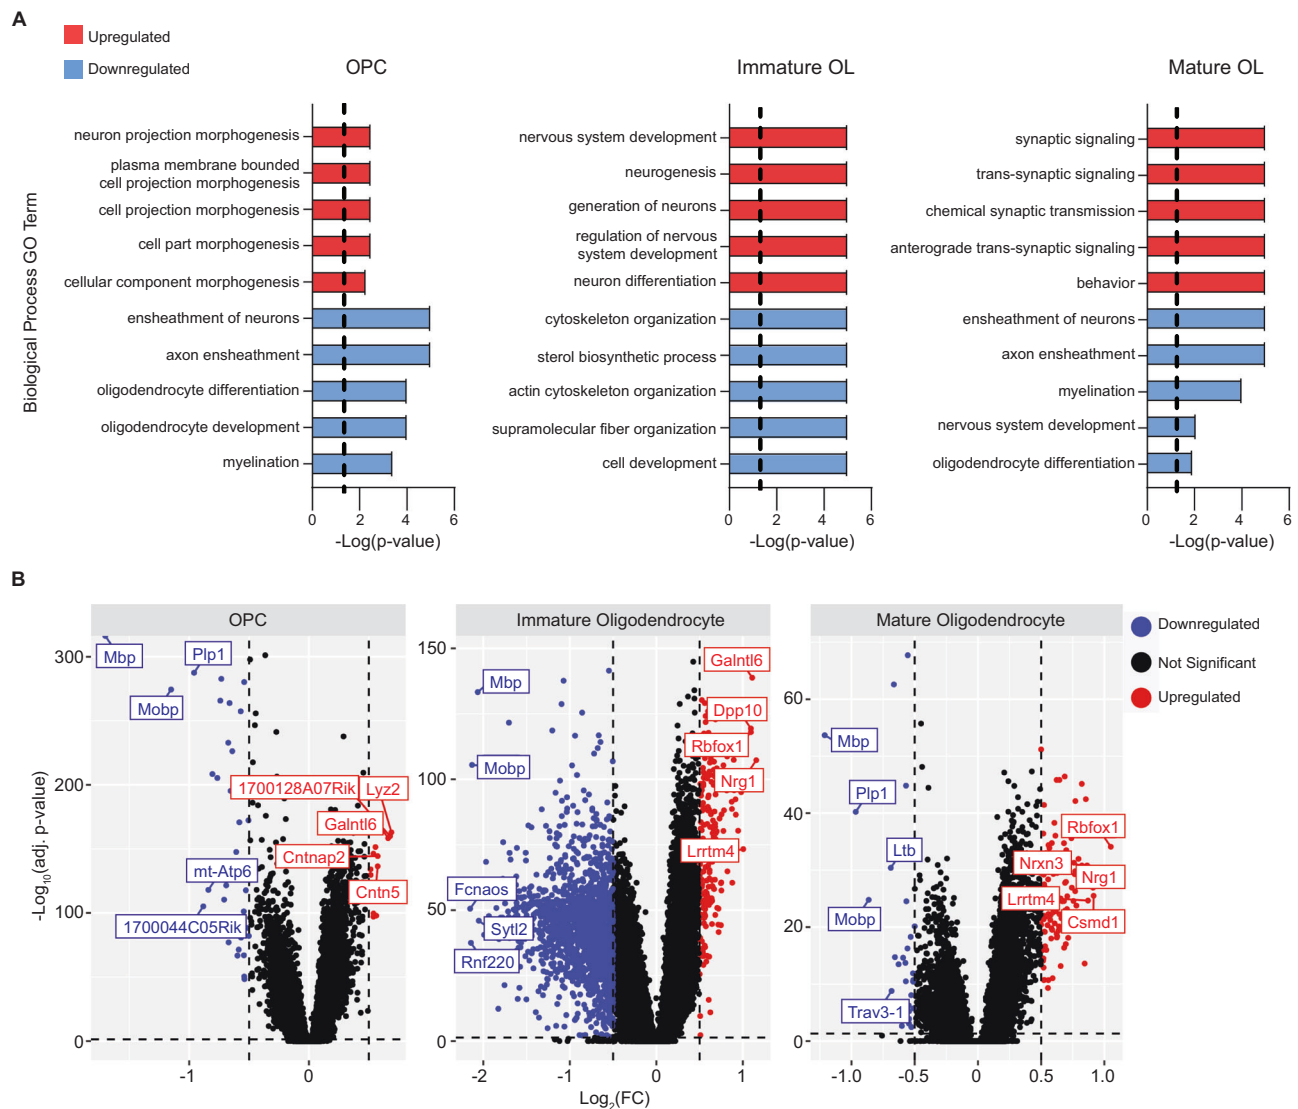 A
Upregulated
Downregulated
OPC
Immature OL
Mature OL
Biological Process GO Term
neuron projection morphogenesis
plasma membrane bounded
cell projection morphogenesis
cell projection morphogenesis
cell part morphogenesis
cellular component morphogenesis
ensheathment of neurons
axon ensheathment
oligodendrocyte differentiation
oligodendrocyte development
myelination
0 2 4 6
-Log(p-value)
nervous system development
neurogenesis
generation of neurons
regulation of nervous
system development
neuron differentiation
cytoskeleton organization
sterol biosynthetic process
actin cytoskeleton organization
supramolecular fiber organization
cell development
0 2 4 6
-Log(p-value)
synaptic signaling
trans-synaptic signaling
chemical synaptic transmission
anterograde trans-synaptic signaling
behavior
ensheathment of neurons
axon ensheathment
myelination
nervous system development
oligodendrocyte differentiation
0 2 4 6
-Log(p-value)
B
-Log10(adj. p-value)
OPC
300
200
100
0
Mbp
Plp1
Mobp
1700128A07Rik
Lyz2
Galntl6
Cntnap2
mt-Atp6
Cntn5
1700044C05Rik
-1 0
Immature Oligodendrocyte
150
100
50
0
Galntl6
Mbp
Dpp10
Rbfox1
Mobp
Nrg1
Lrrtm4
Fcnaos
Sytl2
Rnf220
-2 -1 0 1
Log2(FC)
Mature Oligodendrocyte
60
40
20
0
Mbp
Plp1
Rbfox1
Ltb
Nrxn3
Nrg1
Lrrtm4
Mobp
Csmd1
Trav3-1
-1.0 -0.5 0 0.5 1.0
Downregulated
Not Significant
Upregulated